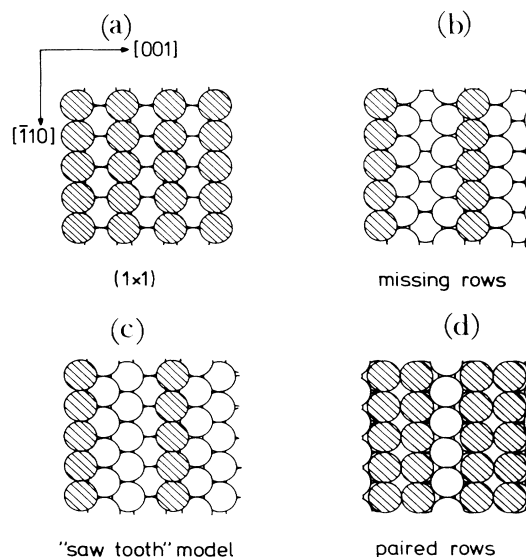 (a)
(b)
[001]
[1̅10]
(1×1)
missing rows
(c)
(d)
"saw tooth" model
paired rows